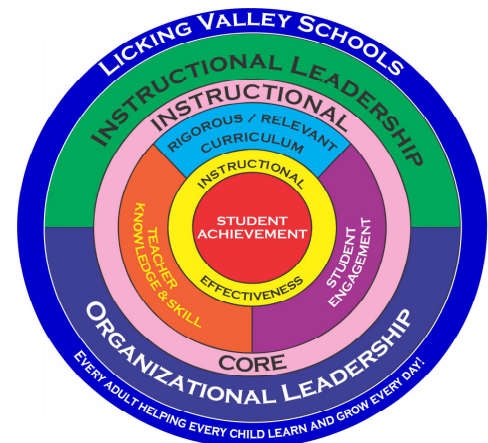 LICKING VALLEY SCHOOLS
INSTRUCTIONAL LEADERSHIP
INSTRUCTIONAL
RIGOROUS / RELEVANT
CURRICULUM
INSTRUCTIONAL
STUDENT
ACHIEVEMENT
EFFECTIVENESS
TEACHER
KNOWLEDGE & SKILL
STUDENT
ENGAGEMENT
CORE
ORGANIZATIONAL LEADERSHIP
EVERY ADULT HELPING EVERY CHILD LEARN AND GROW EVERY DAY!